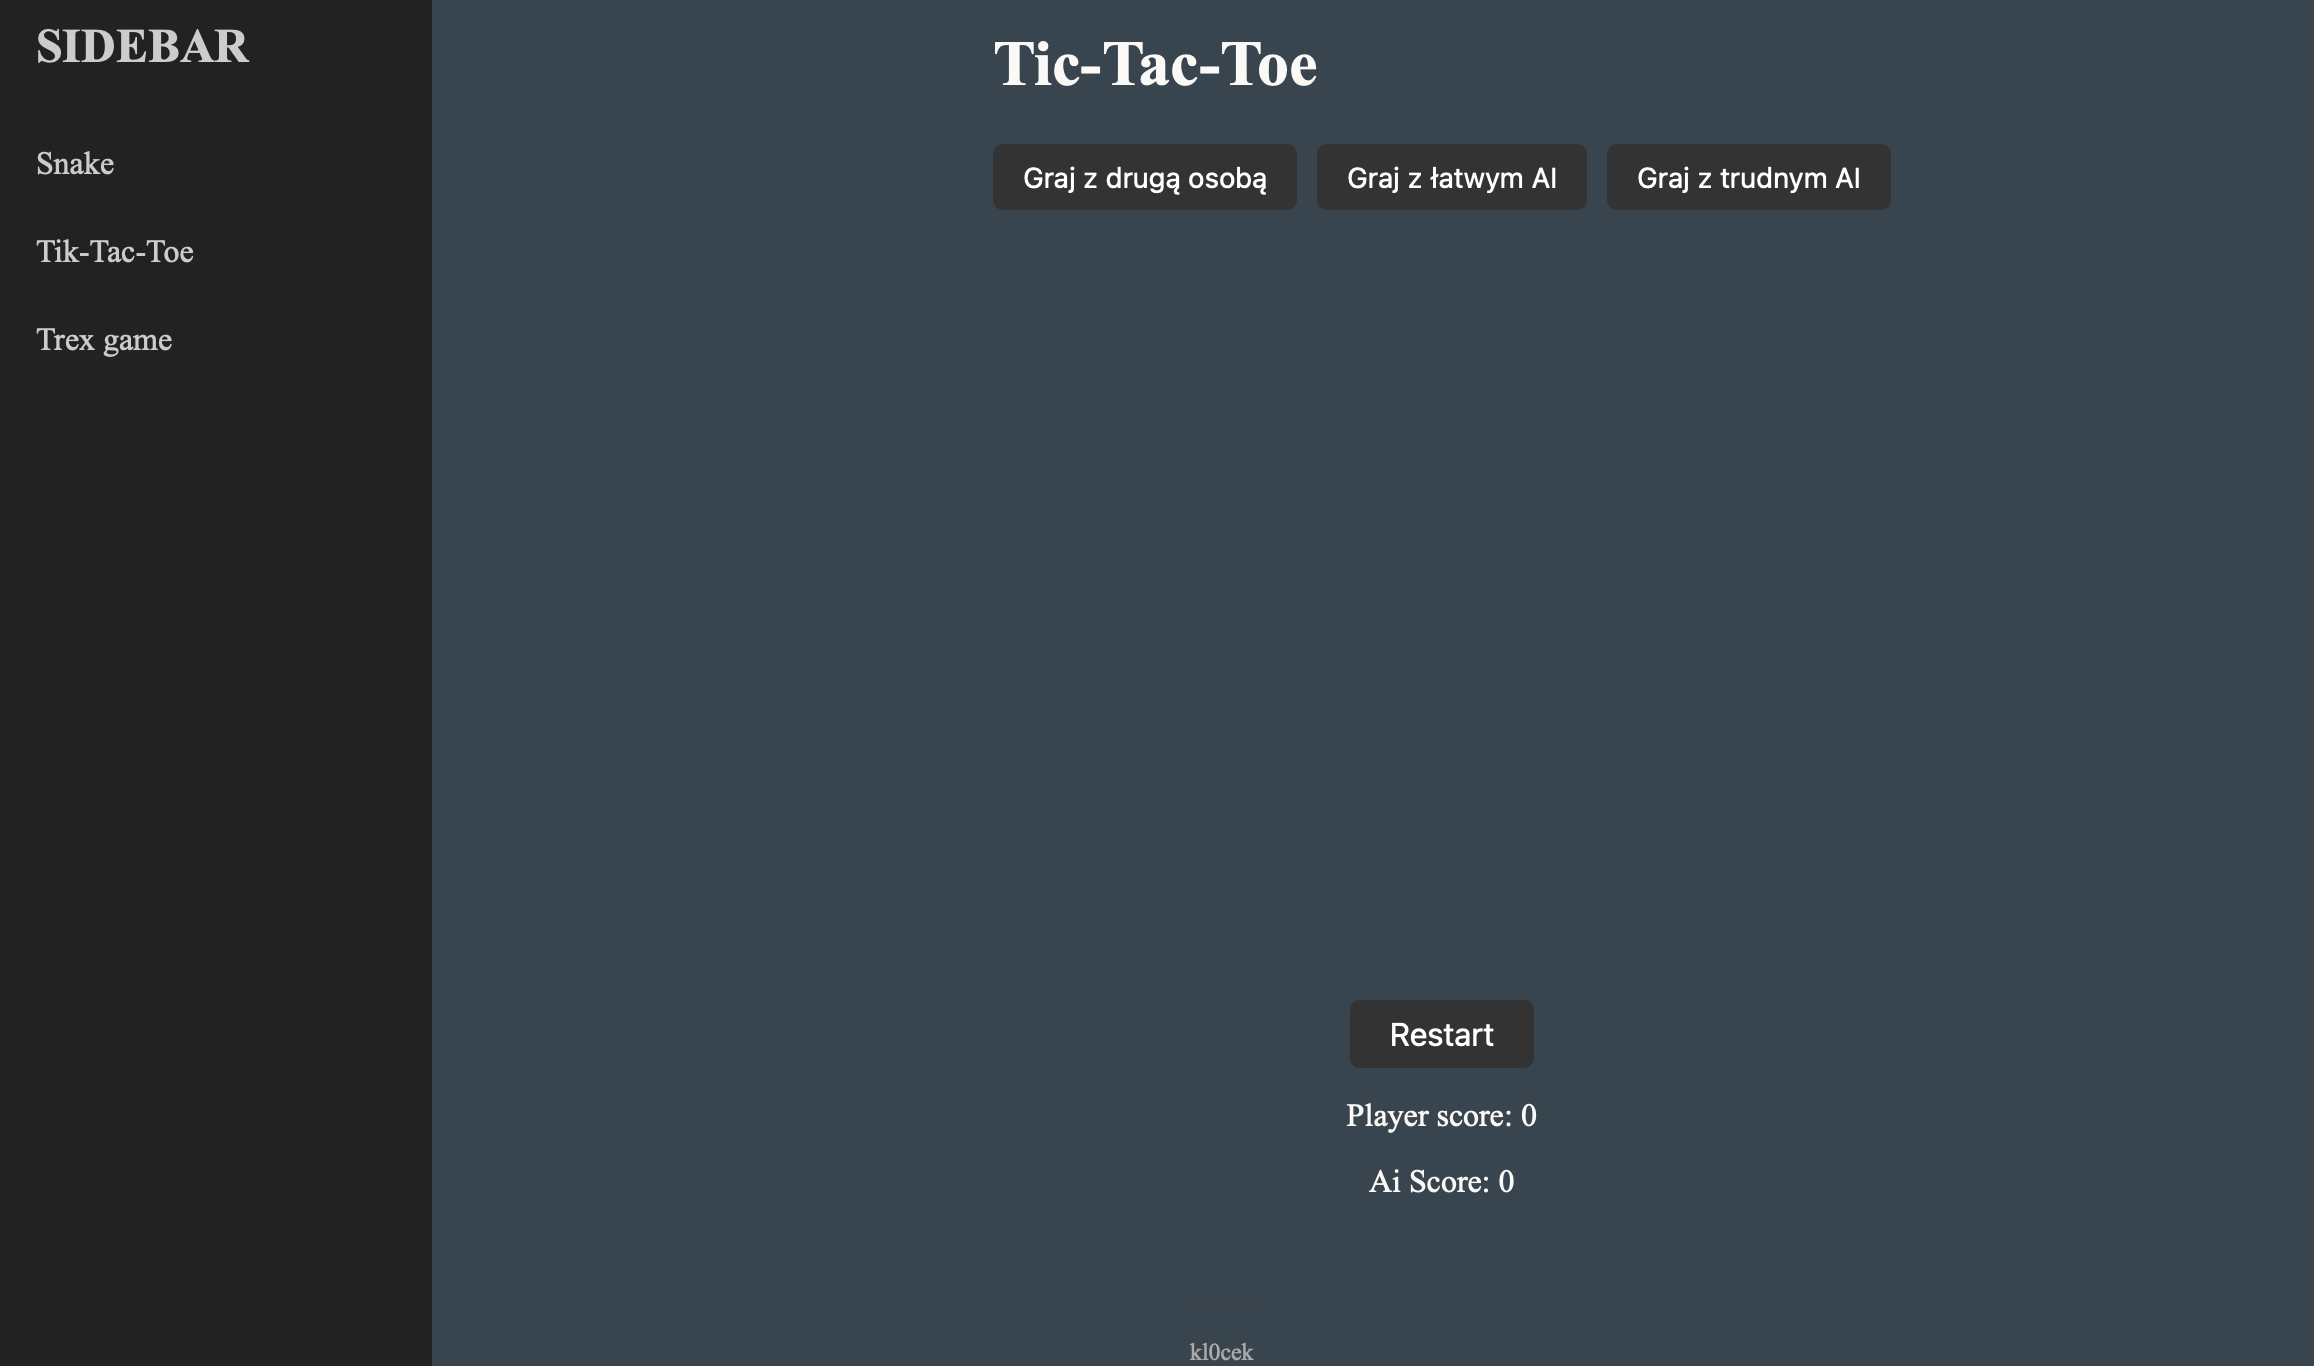 SIDEBAR
Snake
Tik-Tac-Toe
Trex game
Tic-Tac-Toe
Graj z drugą osobą
Graj z łatwym AI
Graj z trudnym AI
Restart
Player score: 0
Ai Score: 0
kl0cek